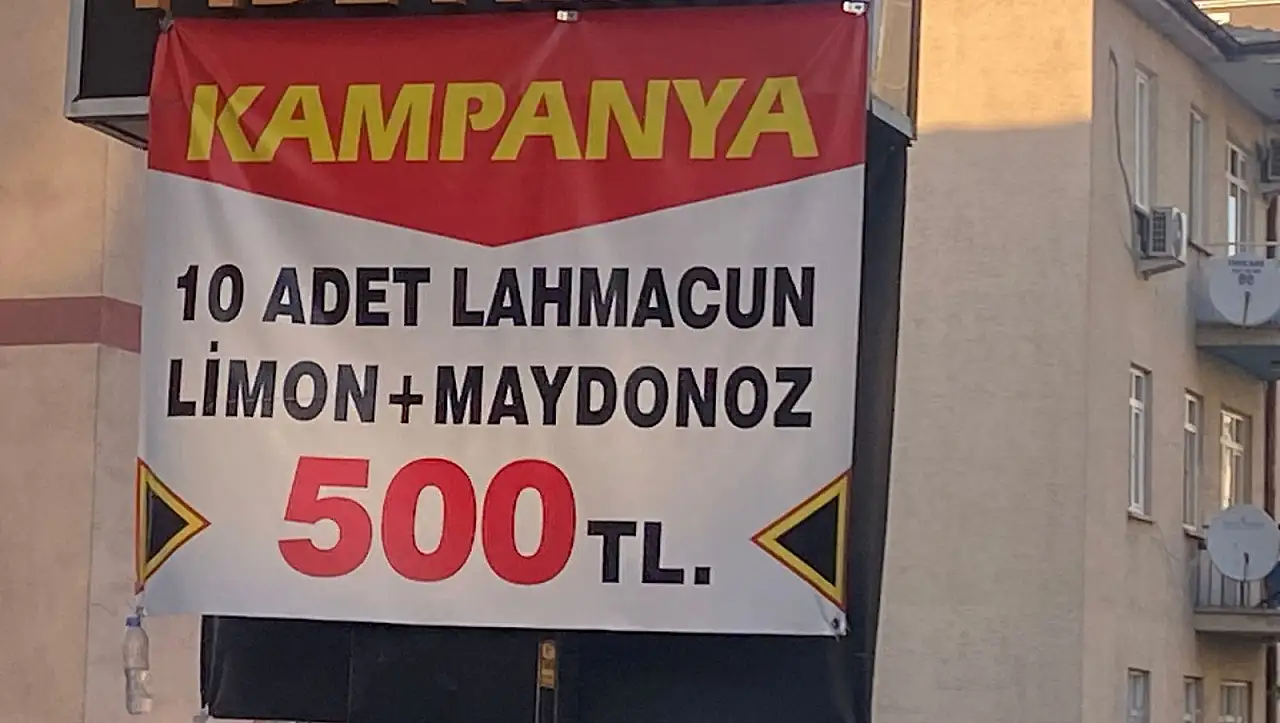 KAMPANYA
10 ADET LAHMACUN
LİMON+MAYDONOZ
500 TL.